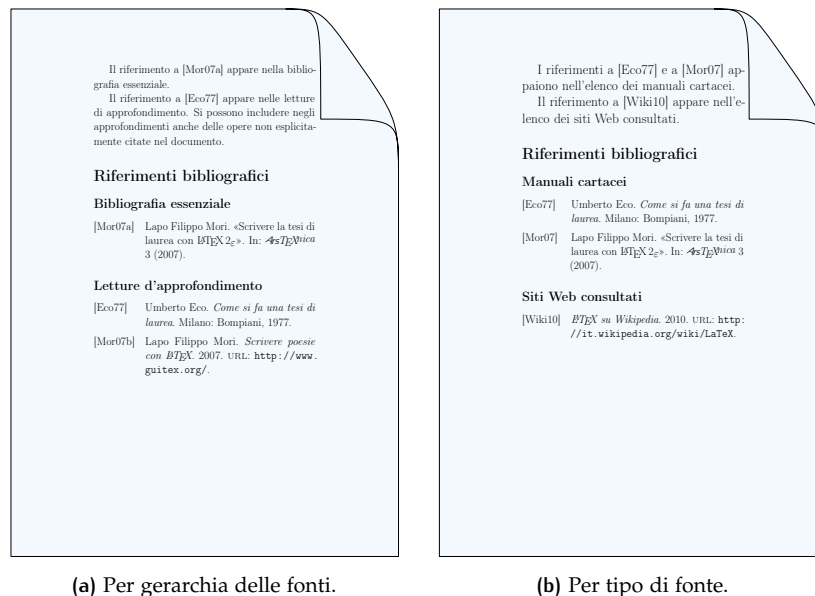 Il riferimento a [Mor07a] appare nella biblio-
grafia essenziale.
Il riferimento a [Eco77] appare nelle letture
di approfondimento. Si possono includere negli
approfondimenti anche delle opere non esplicita-
mente citate nel documento.
Riferimenti bibliografici
Bibliografia essenziale
[Mor07a] Lapo Filippo Mori. «Scrivere la tesi di
laurea con LATEX 2ε». In: ArsTEXnica
3 (2007).
Letture d'approfondimento
[Eco77] Umberto Eco. Come si fa una tesi di
laurea. Milano: Bompiani, 1977.
[Mor07b] Lapo Filippo Mori. Scrivere poesie
con LATEX. 2007. URL: http://www.
guitex.org/.
(a) Per gerarchia delle fonti.
I riferimenti a [Eco77] e a [Mor07] ap-
paiono nell'elenco dei manuali cartacei.
Il riferimento a [Wiki10] appare nell'e-
lenco dei siti Web consultati.
Riferimenti bibliografici
Manuali cartacei
[Eco77] Umberto Eco. Come si fa una tesi di
laurea. Milano: Bompiani, 1977.
[Mor07] Lapo Filippo Mori. «Scrivere la tesi di
laurea con LATEX 2ε». In: ArsTEXnica 3
(2007).
Siti Web consultati
[Wiki10] LATEX su Wikipedia. 2010. URL: http:
//it.wikipedia.org/wiki/LaTeX.
(b) Per tipo di fonte.